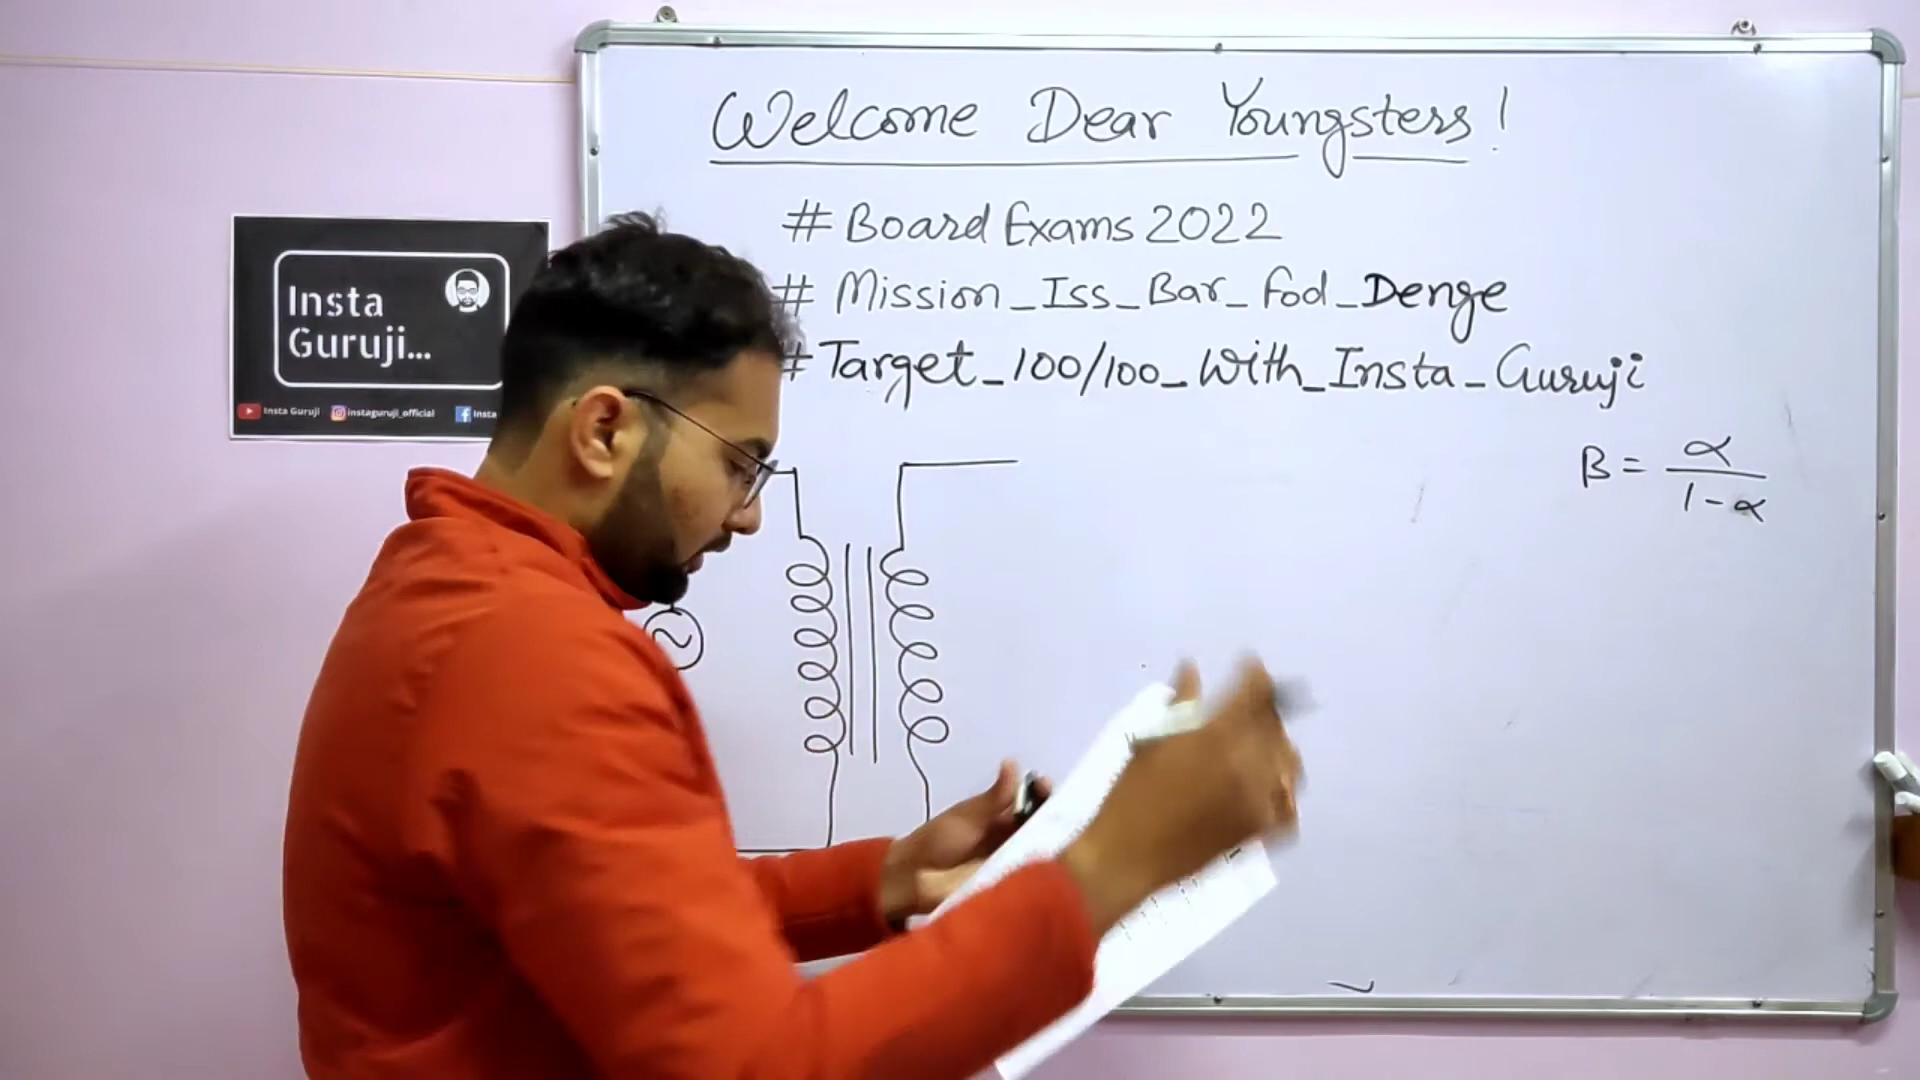 Welcome Dear Youngsters!
# Board Exams 2022
# Mission_Iss_Bar_Fod_Denge
# Target_100/100_With_Insta_Guruji
Insta
Guruji...
Insta Guruji instaguruji_official Insta
β = α
1-α
~